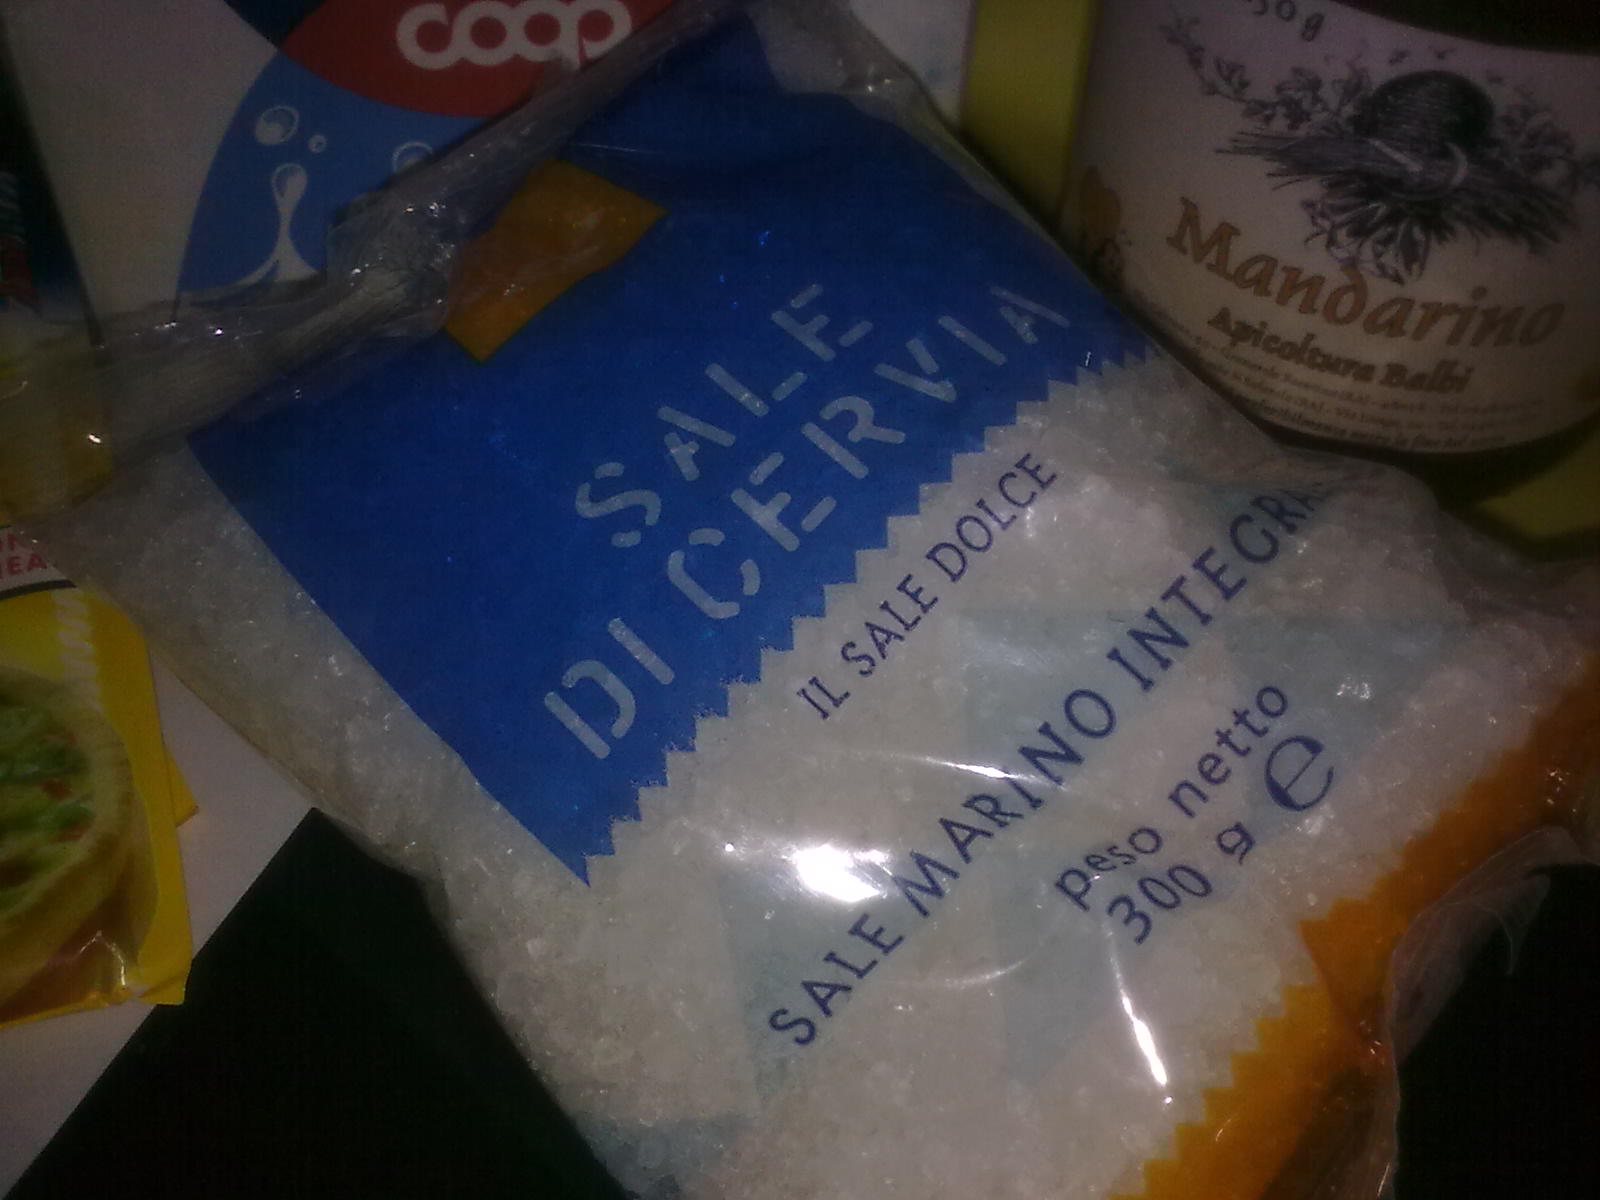 coop
SALE
DI CERVIA
IL SALE DOLCE
SALE MARINO INTEGRA
peso netto
300 g e
Mandarino
Apicoltura Balbi